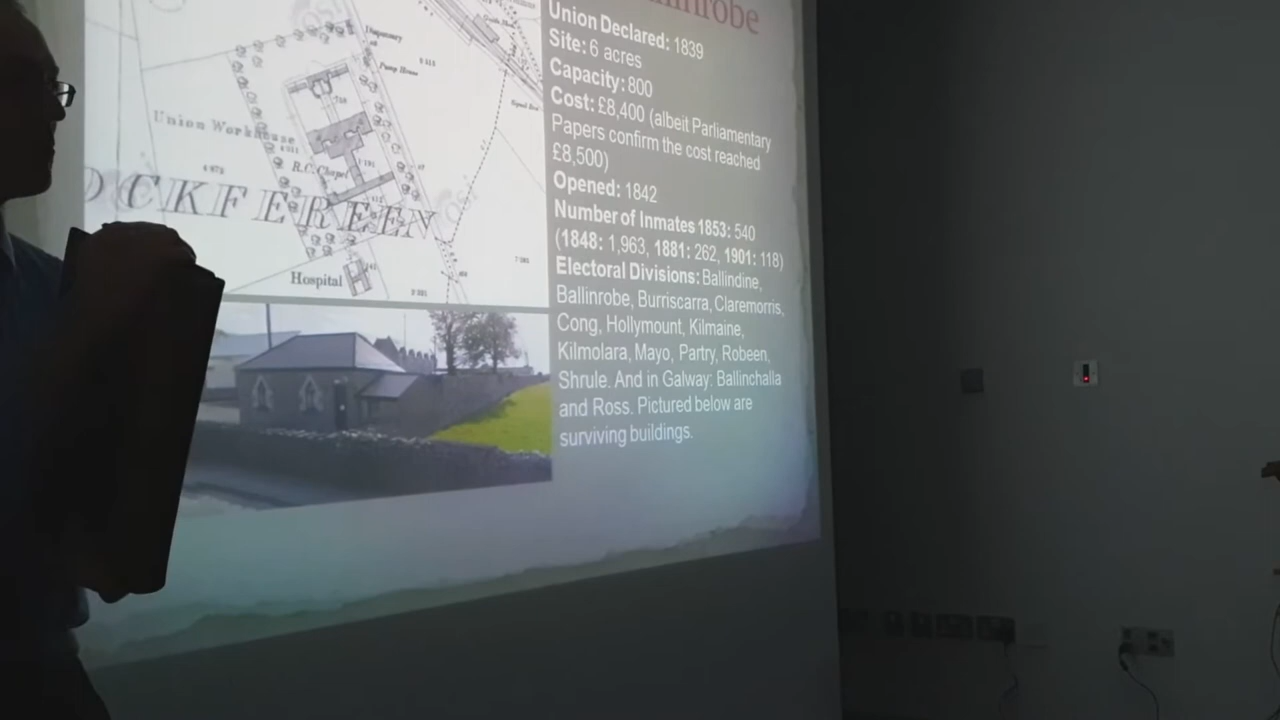 Dispensary
Pump House
Union Workhouse
R.C. Chapel
OCKFEREEN
Hospital
Union Declared: 1839
Site: 6 acres
Capacity: 800
Cost: £8,400 (albeit Parliamentary
Papers confirm the cost reached
£8,500)
Opened: 1842
Number of Inmates 1853: 540
(1848: 1,963, 1881: 262, 1901: 118)
Electoral Divisions: Ballindine,
Ballinrobe, Burriscarra, Claremorris,
Cong, Hollymount, Kilmaine,
Kilmolara, Mayo, Partry, Robeen,
Shrule. And in Galway: Ballinchalla
and Ross. Pictured below are
surviving buildings.